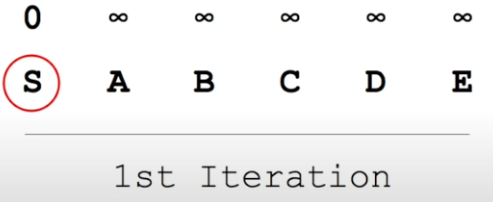 0 ∞ ∞ ∞ ∞ ∞
S A B C D E
1st Iteration